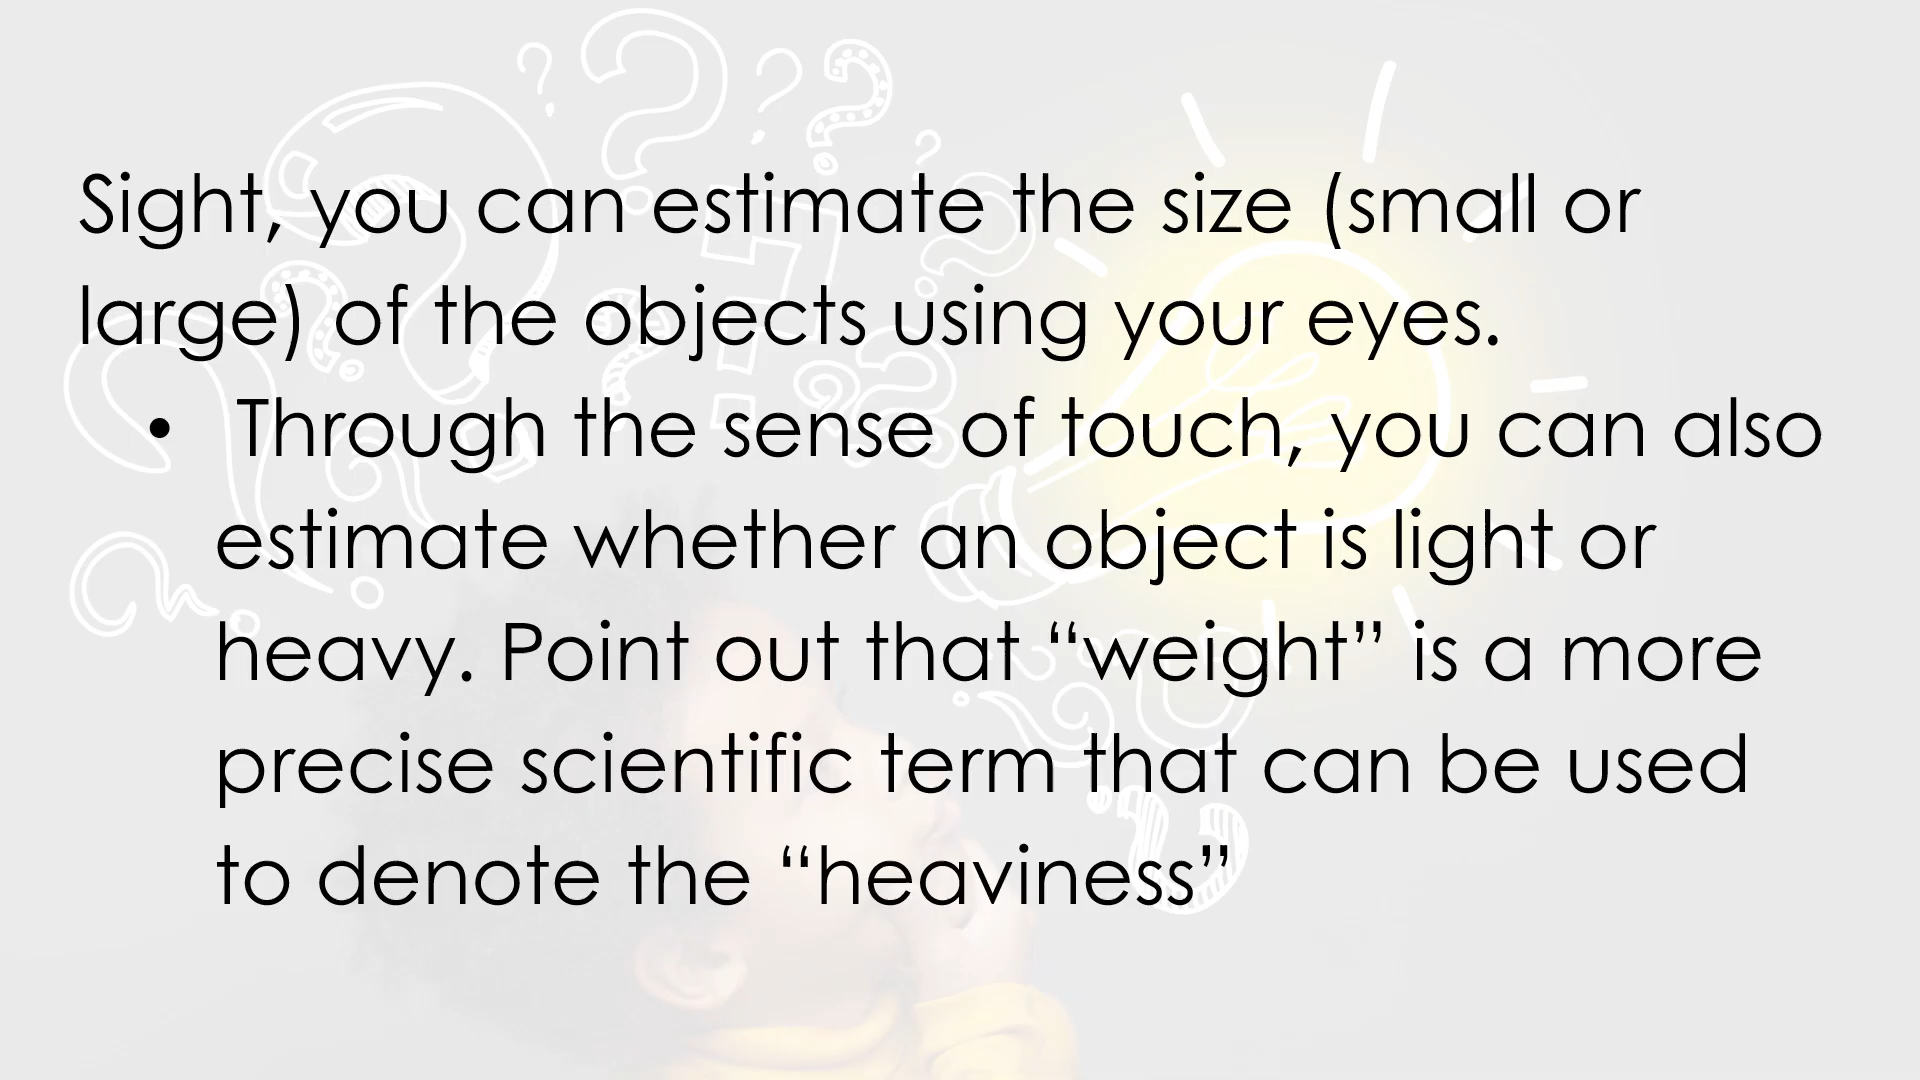 Sight, you can estimate the size (small or
large) of the objects using your eyes.
• Through the sense of touch, you can also
estimate whether an object is light or
heavy. Point out that “weight” is a more
precise scientific term that can be used
to denote the “heaviness”